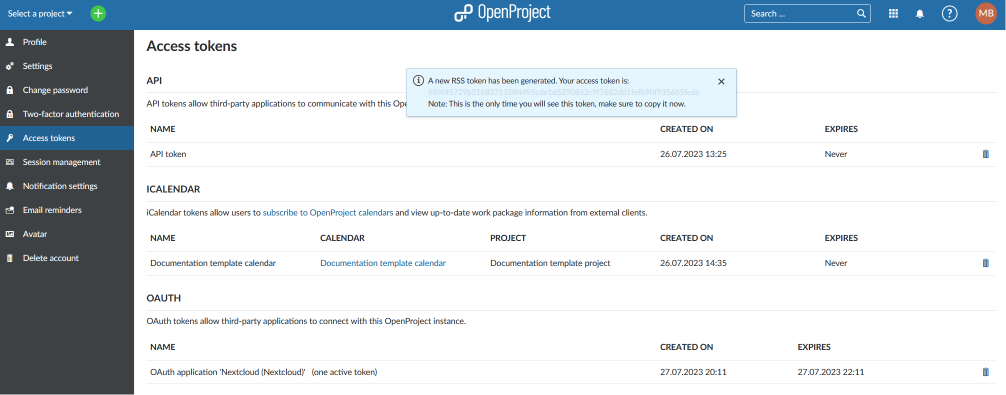 Select a project
OpenProject
Search ...
?
MB
Profile
Settings
Change password
Two-factor authentication
Access tokens
Session management
Notification settings
Email reminders
Avatar
Delete account
Access tokens
A new RSS token has been generated. Your access token is:
Note: This is the only time you will see this token, make sure to copy it now.
API
API tokens allow third-party applications to communicate with this
NAME CREATED ON EXPIRES
API token 26.07.2023 13:25 Never
ICALENDAR
iCalendar tokens allow users to subscribe to OpenProject calendars and view up-to-date work package information from external clients.
NAME CALENDAR PROJECT CREATED ON EXPIRES
Documentation template calendar Documentation template calendar Documentation template project 26.07.2023 14:35 Never
OAUTH
OAuth tokens allow third-party applications to connect with this OpenProject instance.
NAME CREATED ON EXPIRES
OAuth application 'Nextcloud (Nextcloud)' (one active token) 27.07.2023 20:11 27.07.2023 22:11